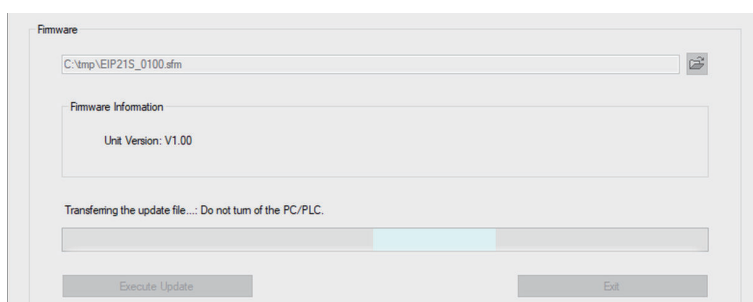 Firmware
C:\tmp\EIP21S_0100.sfm
Firmware Information
Unit Version: V1.00
Transferring the update file...: Do not turn of the PC/PLC.
Execute Update
Exit